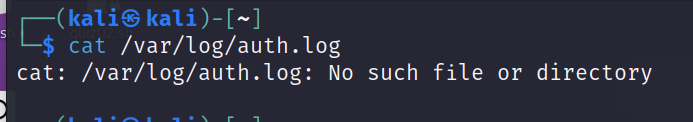 ┌──(kali㉿kali)-[~]
└─$ cat /var/log/auth.log
cat: /var/log/auth.log: No such file or directory